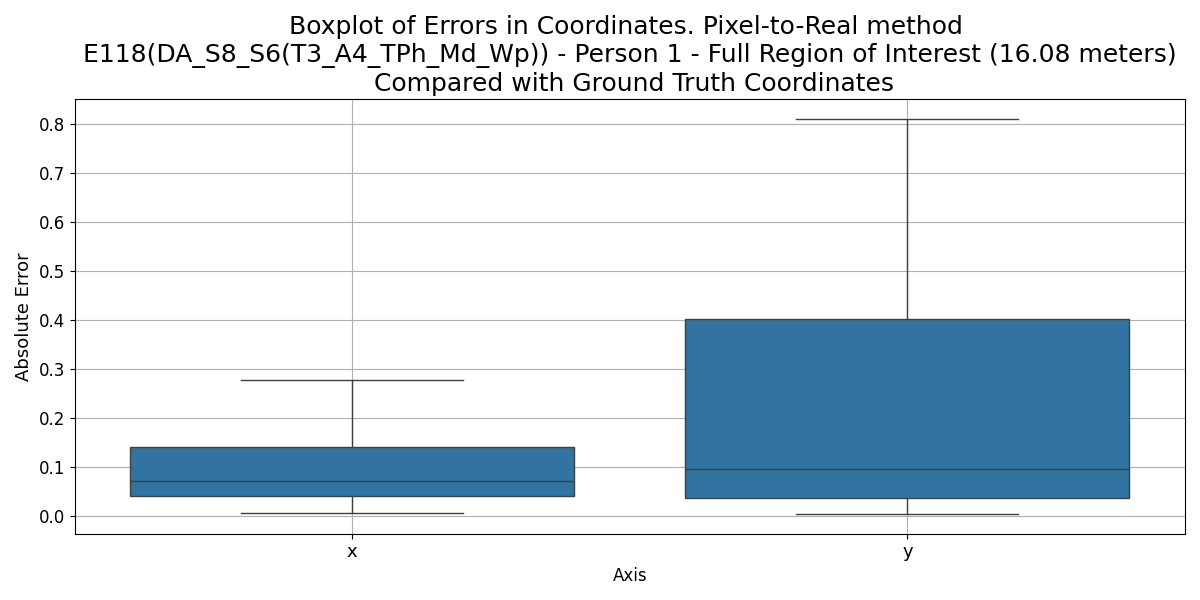 Boxplot of Errors in Coordinates. Pixel-to-Real method
E118(DA_S8_S6(T3_A4_TPh_Md_Wp)) - Person 1 - Full Region of Interest (16.08 meters)
Compared with Ground Truth Coordinates
Absolute Error
0.8
0.7
0.6
0.5
0.4
0.3
0.2
0.1
0.0
x y
Axis